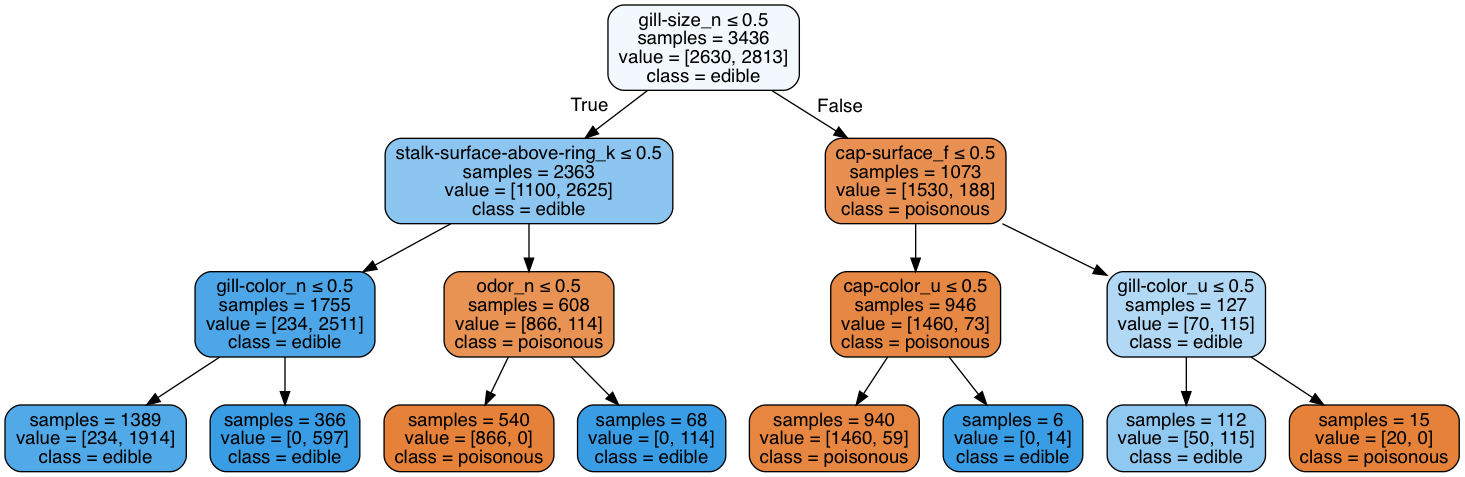 gill-size_n ≤ 0.5
samples = 3436
value = [2630, 2813]
class = edible
True
False
stalk-surface-above-ring_k ≤ 0.5
samples = 2363
value = [1100, 2625]
class = edible
cap-surface_f ≤ 0.5
samples = 1073
value = [1530, 188]
class = poisonous
gill-color_n ≤ 0.5
samples = 1755
value = [234, 2511]
class = edible
odor_n ≤ 0.5
samples = 608
value = [866, 114]
class = poisonous
cap-color_u ≤ 0.5
samples = 946
value = [1460, 73]
class = poisonous
gill-color_u ≤ 0.5
samples = 127
value = [70, 115]
class = edible
samples = 1389
value = [234, 1914]
class = edible
samples = 366
value = [0, 597]
class = edible
samples = 540
value = [866, 0]
class = poisonous
samples = 68
value = [0, 114]
class = edible
samples = 940
value = [1460, 59]
class = poisonous
samples = 6
value = [0, 14]
class = edible
samples = 112
value = [50, 115]
class = edible
samples = 15
value = [20, 0]
class = poisonous